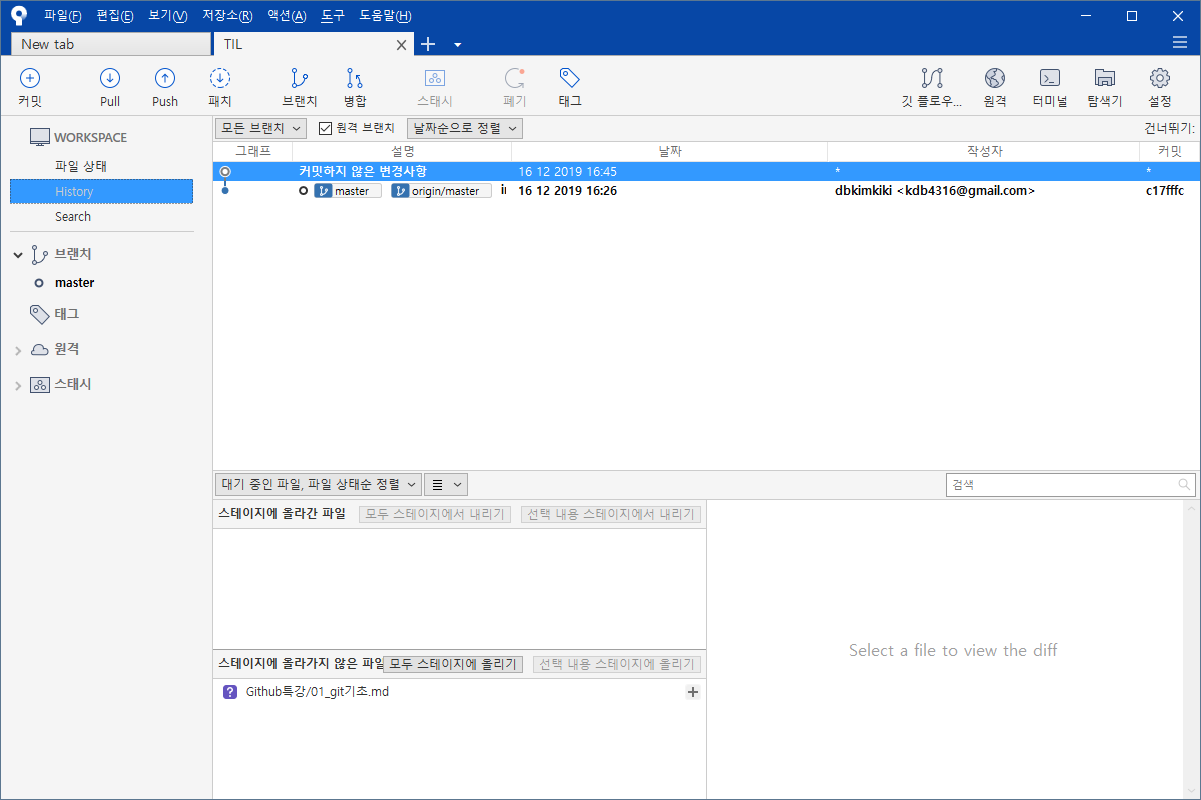 파일(F) 편집(E) 보기(V) 저장소(R) 액션(A) 도구 도움말(H)
New tab TIL
커밋 Pull Push 패치 브랜치 병합 스태시 폐기 태그 깃 플로우... 원격 터미널 탐색기 설정
모든 브랜치 원격 브랜치 날짜순으로 정렬 건너뛰기:
그래프 설명 날짜 작성자 커밋
커밋하지 않은 변경사항 16 12 2019 16:45 * *
master origin/master 16 12 2019 16:26 dbkimkiki <kdb4316@gmail.com> c17fffc
WORKSPACE
파일 상태
History
Search
브랜치
master
태그
원격
스태시
대기 중인 파일, 파일 상태순 정렬 검색
스테이지에 올라간 파일 모두 스테이지에서 내리기 선택 내용 스테이지에서 내리기
스테이지에 올라가지 않은 파일 모두 스테이지에 올리기 선택 내용 스테이지에 올리기
? Github특강/01_git기초.md
Select a file to view the diff